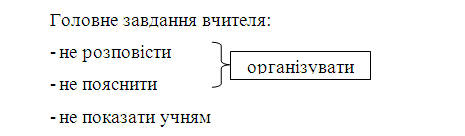 Головне завдання вчителя:
- не розповісти
- не пояснити
організувати
- не показати учням